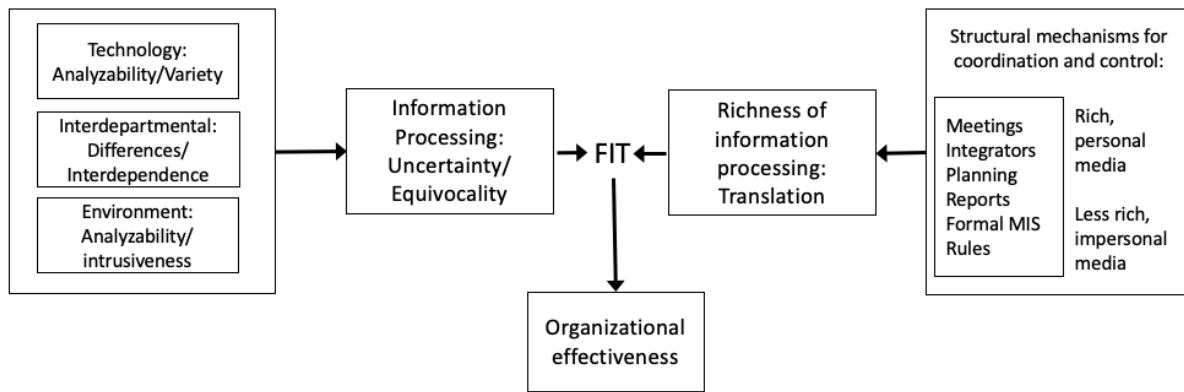 Technology:
Analyzability/Variety
Interdepartmental:
Differences/
Interdependence
Environment:
Analyzability/
intrusiveness
Information
Processing:
Uncertainty/
Equivocality
FIT
Richness of
information
processing:
Translation
Structural mechanisms for
coordination and control:
Meetings
Integrators
Planning
Reports
Formal MIS
Rules
Rich,
personal
media
Less rich,
impersonal
media
Organizational
effectiveness